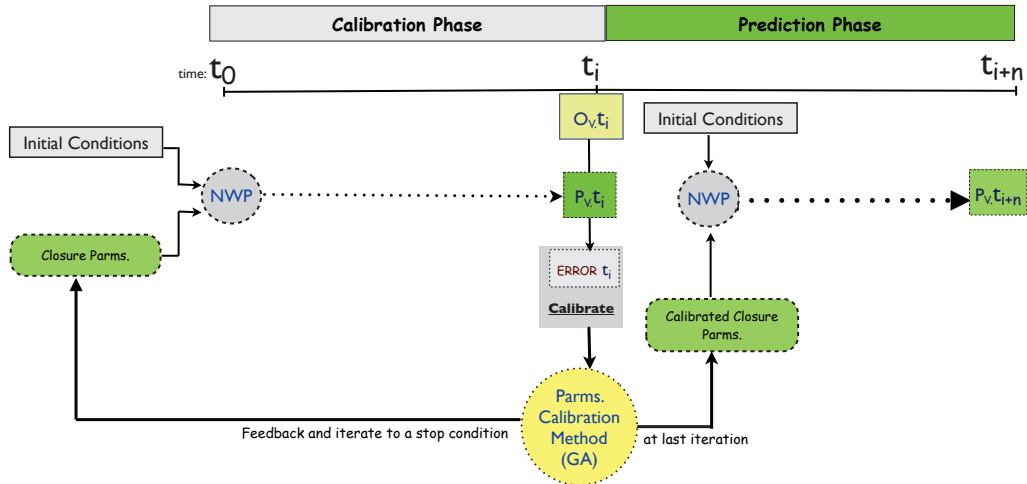 Calibration Phase
Prediction Phase
time: t0
ti
ti+n
Initial Conditions
NWP
Closure Parms.
Ov.ti
Pv.ti
ERROR ti
Calibrate
Parms.
Calibration
Method
(GA)
Feedback and iterate to a stop condition
at last iteration
Initial Conditions
NWP
Calibrated Closure
Parms.
Pv.ti+n